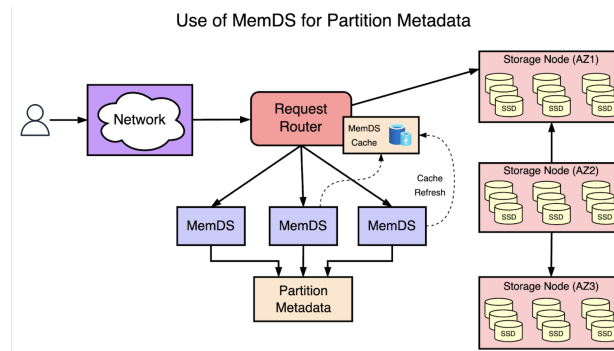 Use of MemDS for Partition Metadata
Network
Request
Router
MemDS
Cache
Cache
Refresh
MemDS
MemDS
MemDS
Partition
Metadata
Storage Node (AZ1)
SSD
SSD
SSD
Storage Node (AZ2)
SSD
SSD
SSD
Storage Node (AZ3)
SSD
SSD
SSD